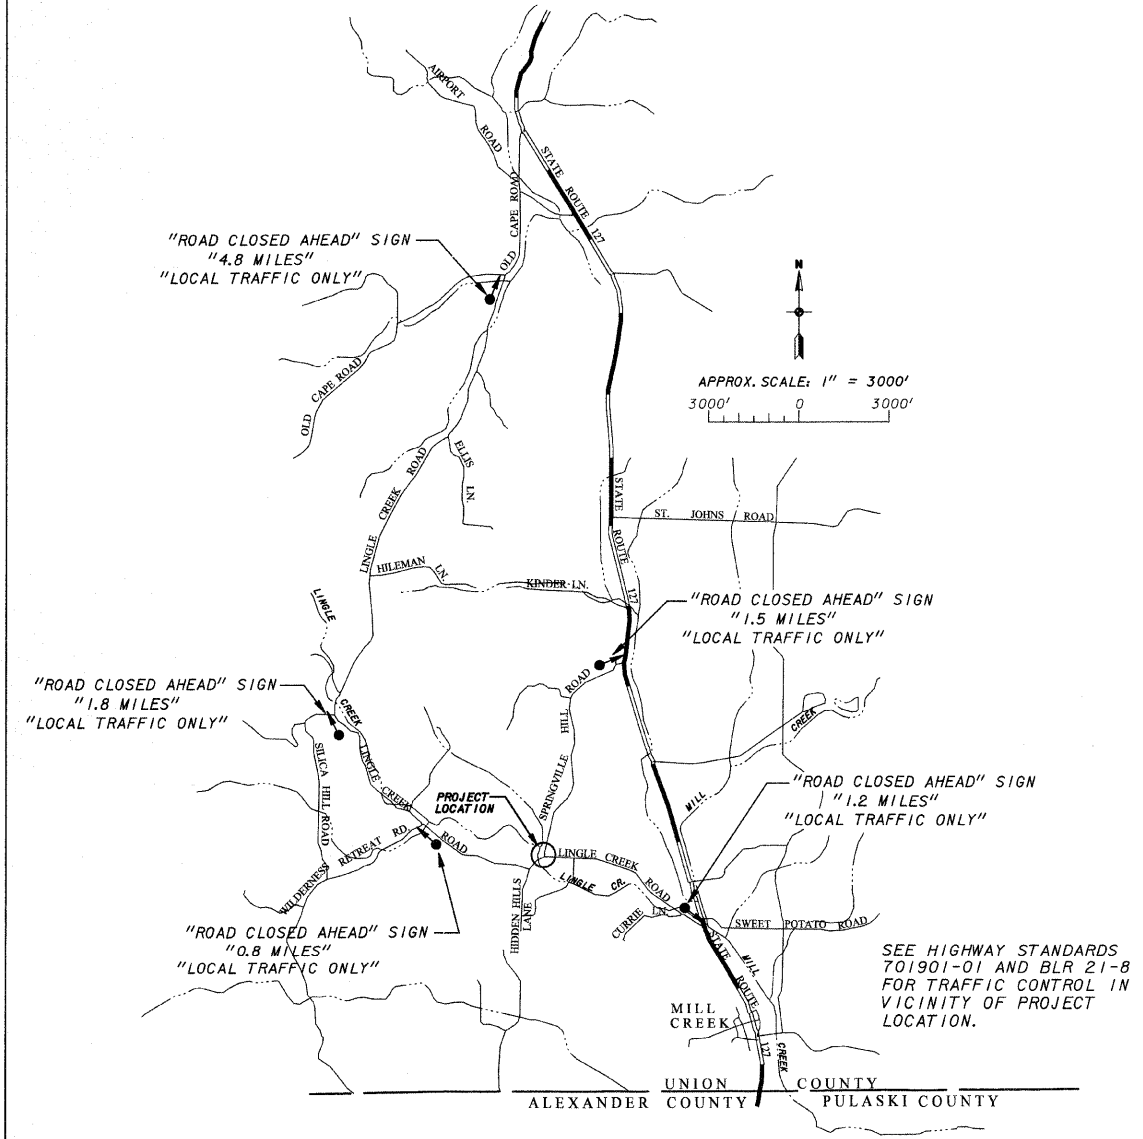 AIRPORT
ROAD
STATE ROUTE 127
OLD CAPE ROAD
"ROAD CLOSED AHEAD" SIGN
"4.8 MILES"
"LOCAL TRAFFIC ONLY"
N
APPROX. SCALE: 1" = 3000'
3000' 0 3000'
OLD CAPE ROAD
ELLIS LN.
LINGLE CREEK ROAD
STATE ROUTE 127
ST. JOHNS ROAD
HILEMAN LN.
KINDER LN.
LINGLE CREEK
"ROAD CLOSED AHEAD" SIGN
"1.5 MILES"
"LOCAL TRAFFIC ONLY"
"ROAD CLOSED AHEAD" SIGN
"1.8 MILES"
"LOCAL TRAFFIC ONLY"
SPRINGVILLE HILL ROAD
SILICA HILL ROAD
LINGLE CREEK ROAD
MILL CREEK
PROJECT
LOCATION
"ROAD CLOSED AHEAD" SIGN
"1.2 MILES"
"LOCAL TRAFFIC ONLY"
WILDERNESS RETREAT RD.
LINGLE CREEK ROAD
LINGLE CR.
HIDDEN HILLS
LANE
CURRIE LN.
SWEET POTATO ROAD
"ROAD CLOSED AHEAD" SIGN
"0.8 MILES"
"LOCAL TRAFFIC ONLY"
STATE ROUTE 127
MILL CREEK
SEE HIGHWAY STANDARDS
701901-01 AND BLR 21-8
FOR TRAFFIC CONTROL IN
VICINITY OF PROJECT
LOCATION.
MILL
CREEK
UNION COUNTY
ALEXANDER COUNTY
PULASKI COUNTY